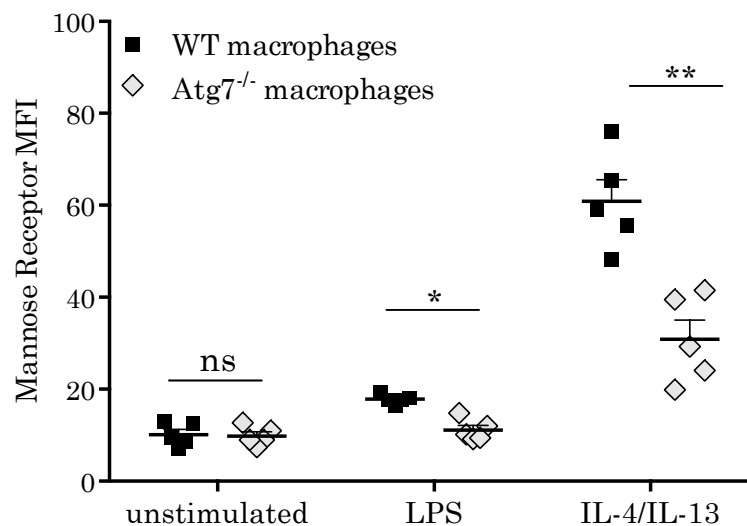 100
WT macrophages
Atg7-/- macrophages
**
80
Mannose Receptor MFI
60
40
*
ns
20
0
unstimulated LPS IL-4/IL-13